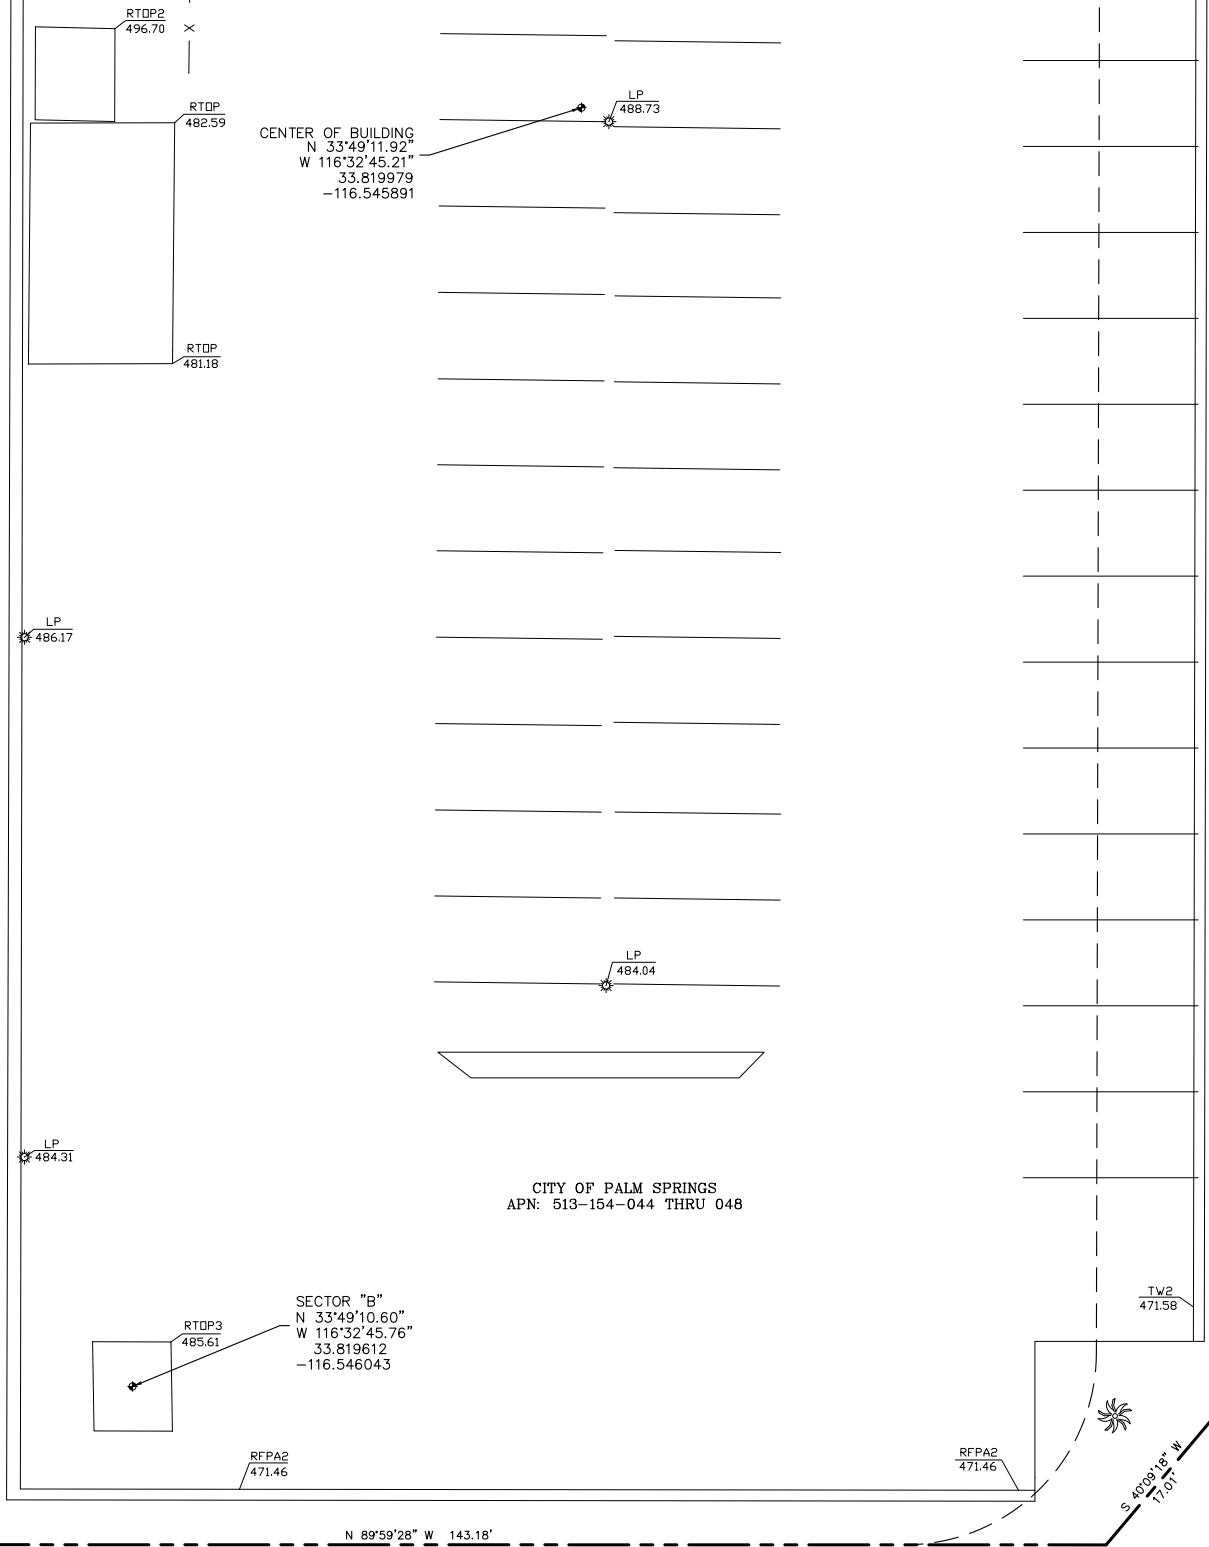 RTOP2
496.70
X
RTOP
482.59
LP
488.73
CENTER OF BUILDING
N 33°49'11.92"
W 116°32'45.21"
33.819979
-116.545891
RTOP
481.18
LP
486.17
LP
484.04
LP
484.31
CITY OF PALM SPRINGS
APN: 513-154-044 THRU 048
SECTOR "B"
N 33°49'10.60"
W 116°32'45.76"
33.819612
-116.546043
TW2
471.58
RTOP3
485.61
RFPA2
471.46
RFPA2
471.46
S 40°09'18" W
17.01'
N 89°59'28" W 143.18'